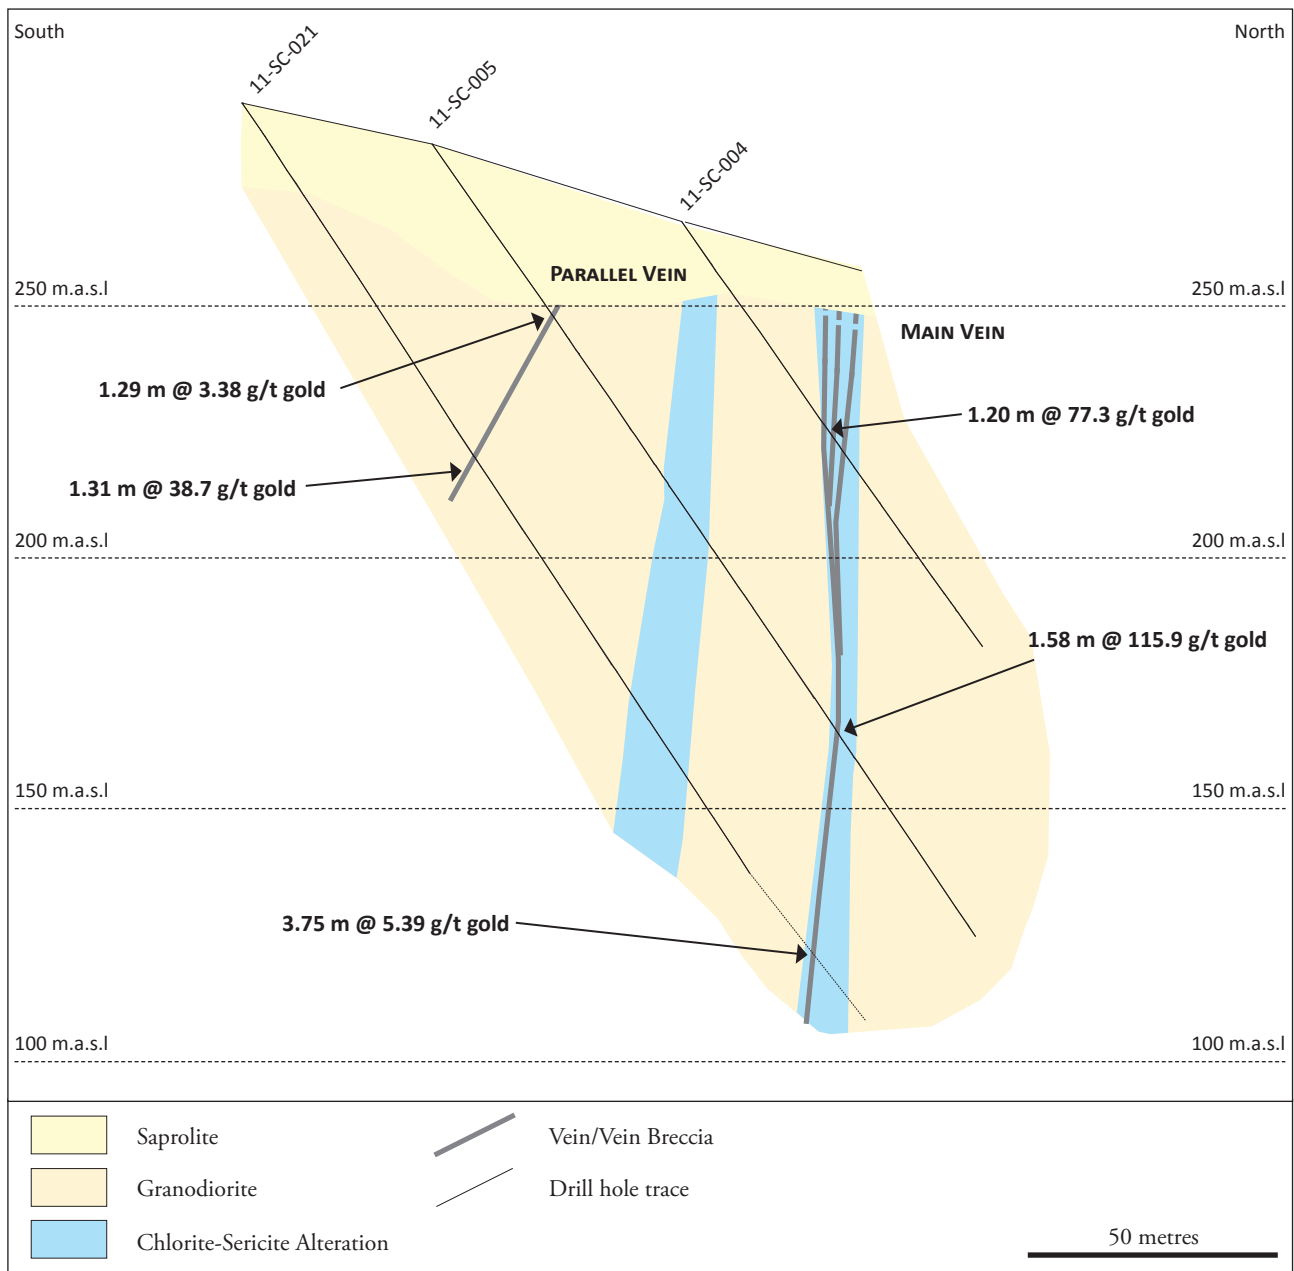 South
North
11-SC-021
11-SC-005
11-SC-004
PARALLEL VEIN
250 m.a.s.l
250 m.a.s.l
MAIN VEIN
1.29 m @ 3.38 g/t gold
1.20 m @ 77.3 g/t gold
1.31 m @ 38.7 g/t gold
200 m.a.s.l
200 m.a.s.l
1.58 m @ 115.9 g/t gold
150 m.a.s.l
150 m.a.s.l
3.75 m @ 5.39 g/t gold
100 m.a.s.l
100 m.a.s.l
Saprolite
Vein/Vein Breccia
Granodiorite
Drill hole trace
Chlorite-Sericite Alteration
50 metres